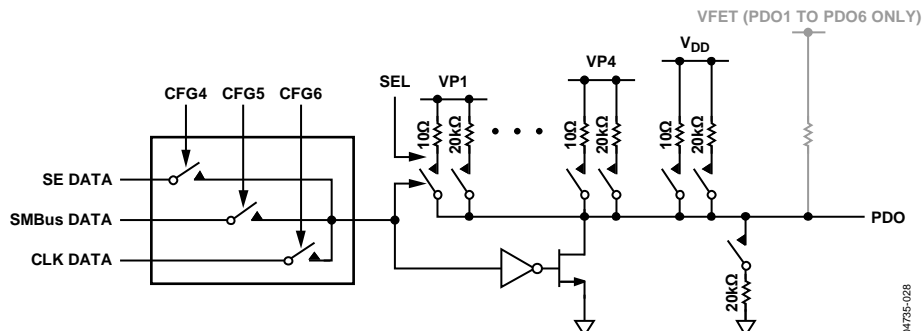 VFET (PDO1 TO PDO6 ONLY)
VDD
VP4
SEL
VP1
CFG4 CFG5 CFG6
10Ω
20kΩ
10Ω
20kΩ
10Ω
20kΩ
SE DATA
SMBus DATA
CLK DATA
PDO
20kΩ
04735-028